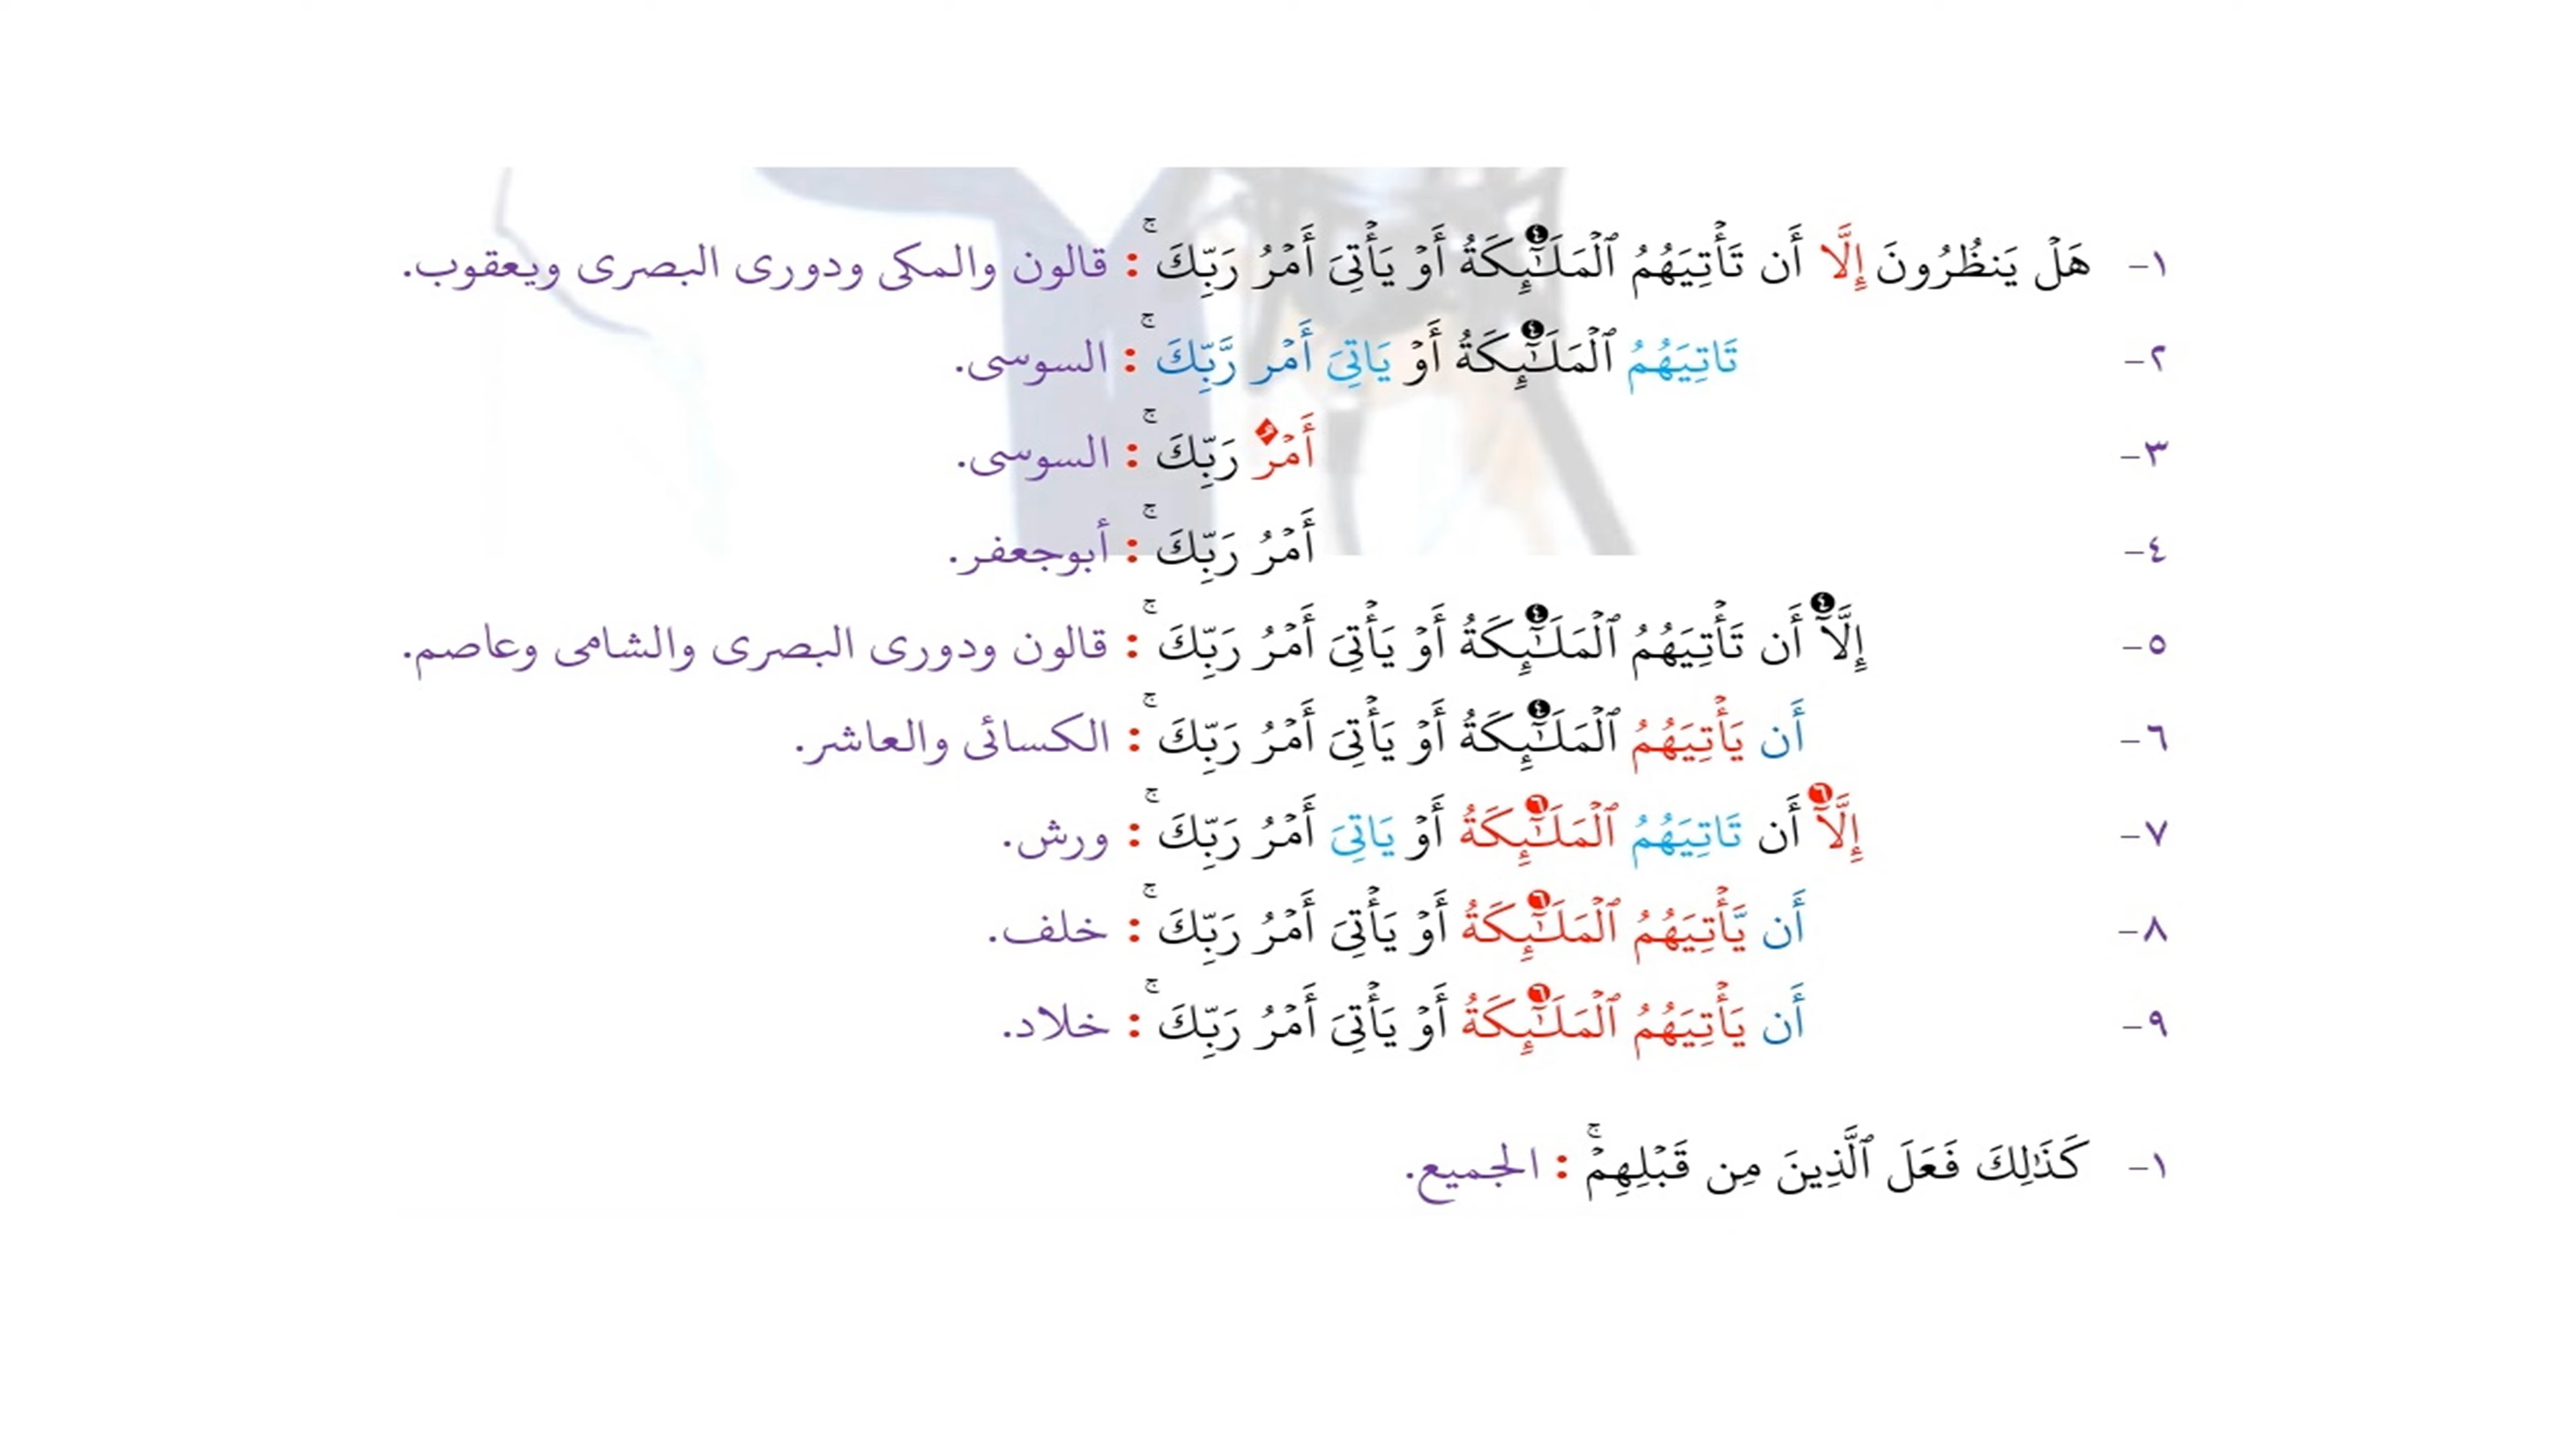 ١- هَلْ يَنظُرُونَ إِلَّا أَن تَأْتِيَهُمُ ٱلْمَلَـٰٓئِكَةُ أَوْ يَأْتِىَ أَمْرُ رَبِّكَ ۚ : قالون والمكى ودورى البصرى ويعقوب.
٢- تَاتِيَهُمُ ٱلْمَلَـٰٓئِكَةُ أَوْ يَاتِىَ أَمْر رَّبِّكَ ۚ : السوسى.
٣- أَمْرُ رَبِّكَ ۚ : السوسى.
٤- أَمْرُ رَبِّكَ ۚ : أبوجعفر.
٥- إِلَّآ أَن تَأْتِيَهُمُ ٱلْمَلَـٰٓئِكَةُ أَوْ يَأْتِىَ أَمْرُ رَبِّكَ ۚ : قالون ودورى البصرى والشامى وعاصم.
٦- أَن يَأْتِيَهُمُ ٱلْمَلَـٰٓئِكَةُ أَوْ يَأْتِىَ أَمْرُ رَبِّكَ ۚ : الكسائى والعاشر.
٧- إِلَّآ أَن تَاتِيَهُمُ ٱلْمَلَـٰٓئِكَةُ أَوْ يَاتِىَ أَمْرُ رَبِّكَ ۚ : ورش.
٨- أَن يَّأْتِيَهُمُ ٱلْمَلَـٰٓئِكَةُ أَوْ يَأْتِىَ أَمْرُ رَبِّكَ ۚ : خلف.
٩- أَن يَأْتِيَهُمُ ٱلْمَلَـٰٓئِكَةُ أَوْ يَأْتِىَ أَمْرُ رَبِّكَ ۚ : خلاد.
١- كَذَٰلِكَ فَعَلَ ٱلَّذِينَ مِن قَبْلِهِمْ ۚ : الجميع.